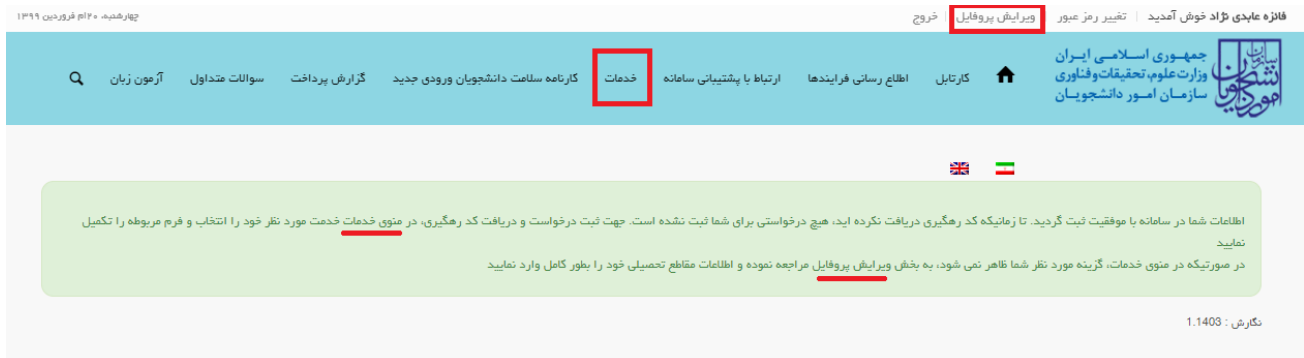 فائزه عابدی نژاد خوش آمدید | تغییر رمز عبور | ویرایش پروفایل | خروج
چهارشنبه، ۲۰ام فروردین ۱۳۹۹
سازمان امور دانشجویان
جمهوری اسلامی ایران
وزارت علوم، تحقیقات و فناوری
سازمان امور دانشجویان
کارتابل اطلاع رسانی فرایندها ارتباط با پشتیبانی سامانه خدمات کارنامه سلامت دانشجویان ورودی جدید گزارش پرداخت سوالات متداول آزمون زبان
اطلاعات شما در سامانه با موفقیت ثبت گردید. تا زمانیکه کد رهگیری دریافت نکرده اید، هیچ درخواستی برای شما ثبت نشده است. جهت ثبت درخواست و دریافت کد رهگیری، در منوی خدمات خدمت مورد نظر خود را انتخاب و فرم مربوطه را تکمیل
نمایید
در صورتیکه در منوی خدمات، گزینه مورد نظر شما ظاهر نمی شود، به بخش ویرایش پروفایل مراجعه نموده و اطلاعات مقاطع تحصیلی خود را بطور کامل وارد نمایید
نگارش : 1.1403